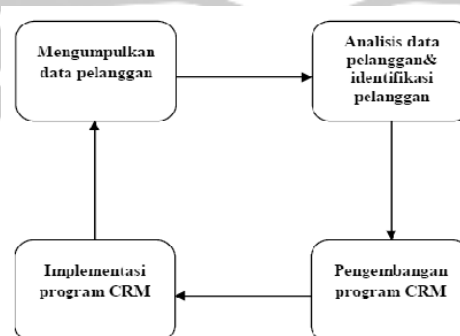 Mengumpulkan
data pelanggan
Analisis data
pelanggan&
identifikasi
pelanggan
Implementasi
program CRM
Pengembangan
program CRM